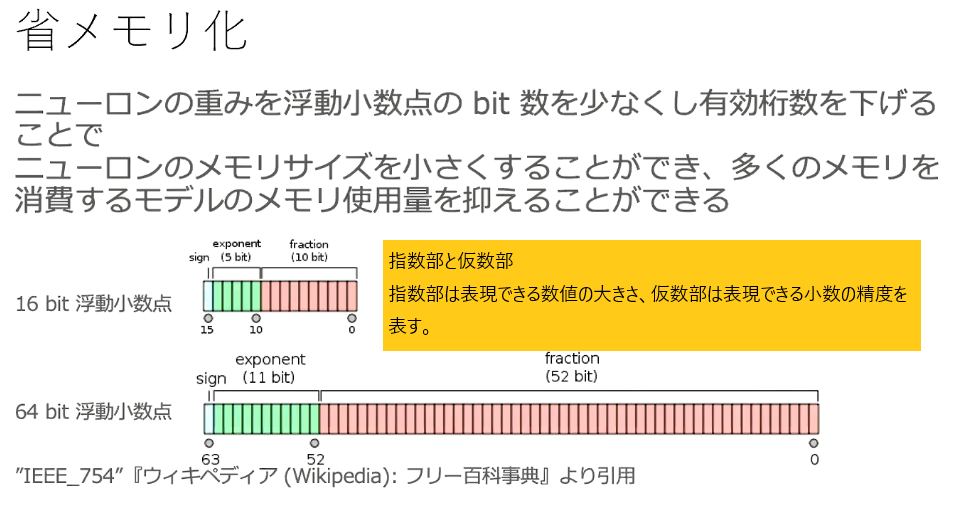 省メモリ化
ニューロンの重みを浮動小数点の bit 数を少なくし有効桁数を下げる
ことで
ニューロンのメモリサイズを小さくすることができ、多くのメモリを
消費するモデルのメモリ使用量を抑えることができる
sign
exponent
(5 bit)
fraction
(10 bit)
16 bit 浮動小数点
15
10
0
指数部と仮数部
指数部は表現できる数値の大きさ、仮数部は表現できる小数の精度を
表す。
sign
exponent
(11 bit)
fraction
(52 bit)
64 bit 浮動小数点
63
52
0
”IEEE_754”『ウィキペディア (Wikipedia): フリー百科事典』より引用